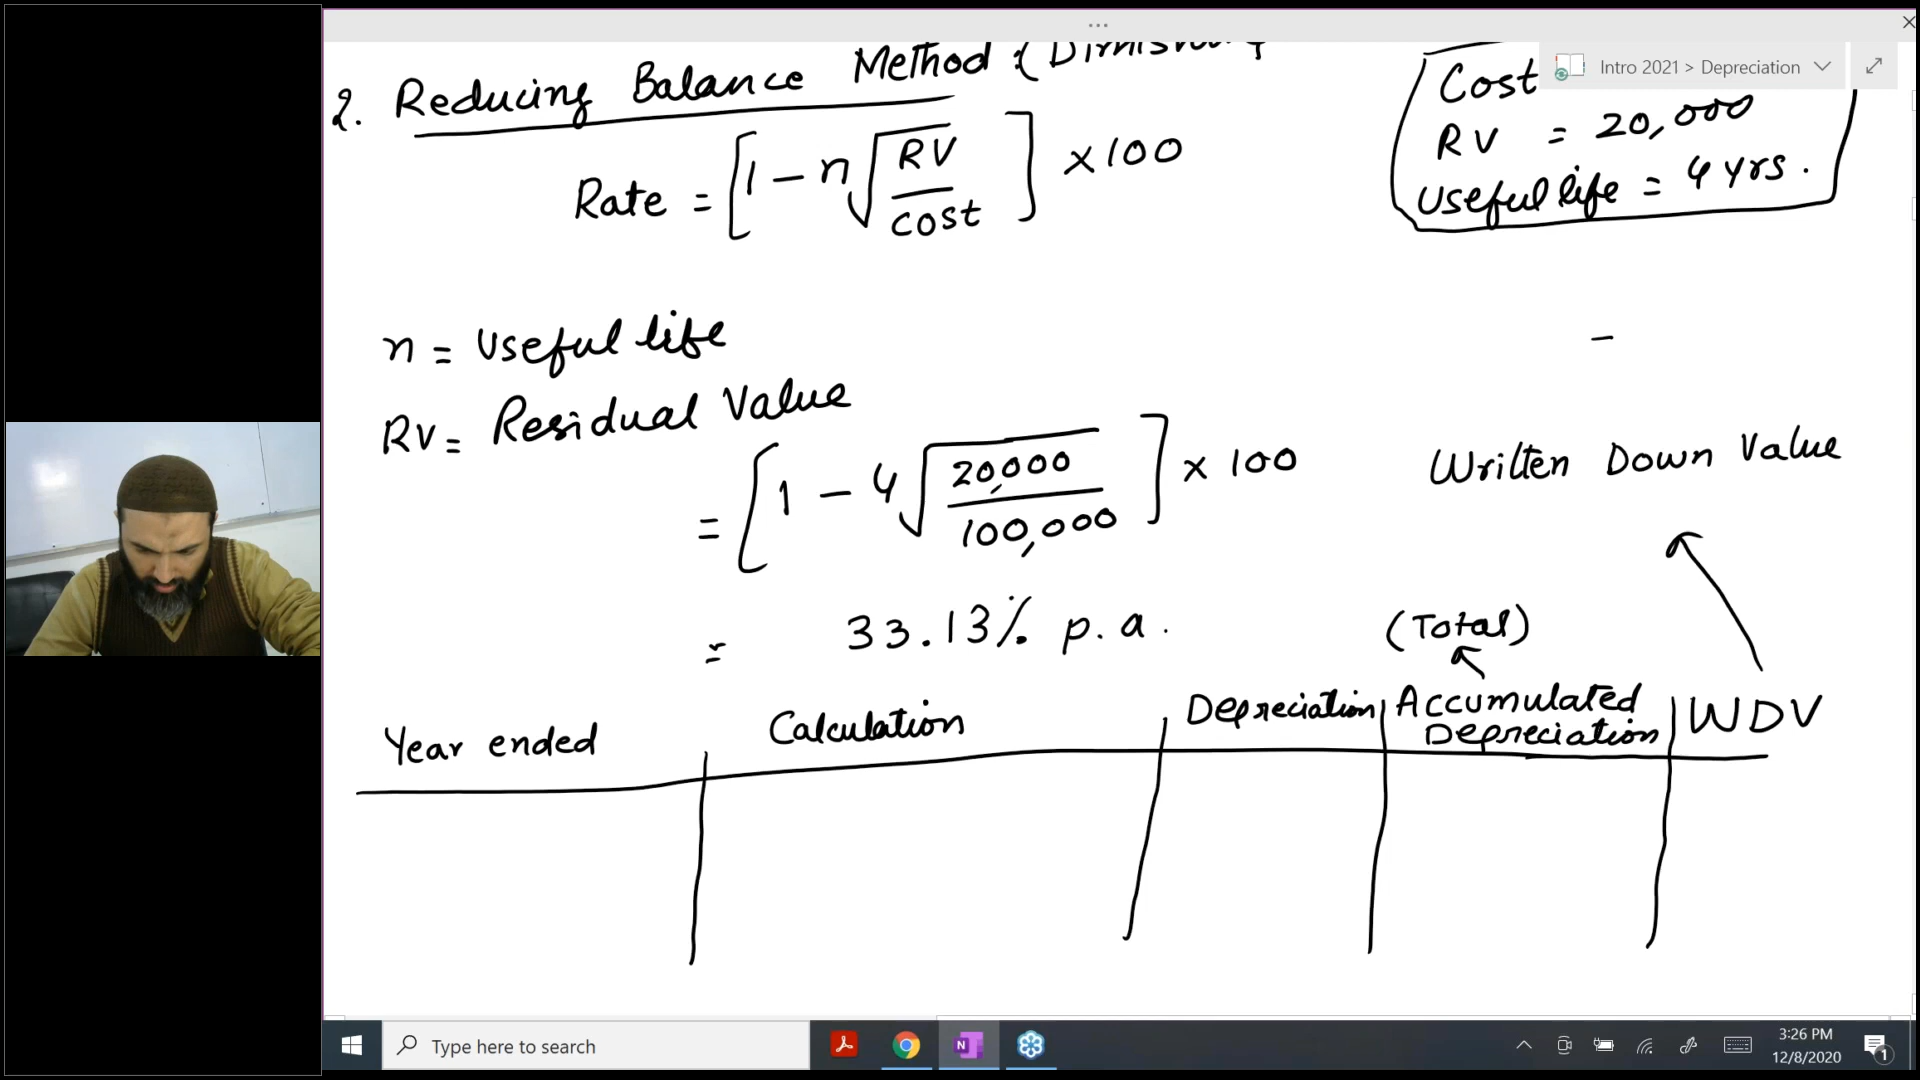 Intro 2021 > Depreciation
2. Reducing Balance Method :
Cost
RV = 20,000
Useful life = 4 yrs.
Rate = [1 - n√RV/cost] x 100
n = Useful life
RV = Residual Value
= [1 - 4√20,000/100,000] x 100
Written Down Value
= 33.13% p.a.
(Total)
Year ended
Calculation
Depreciation
Accumulated
Depreciation
WDV
Type here to search
N
3:26 PM
12/8/2020
1